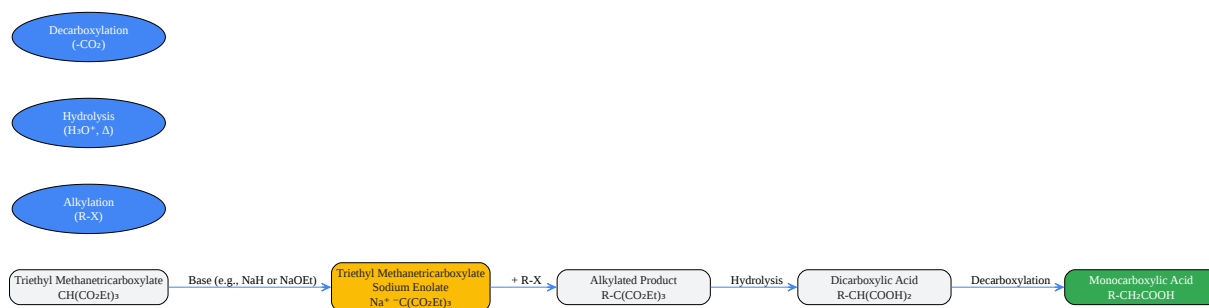 Decarboxylation
(-CO₂)
Hydrolysis
(H₃O⁺, Δ)
Alkylation
(R-X)
Triethyl Methanetricarboxylate
CH(CO₂Et)₃
Base (e.g., NaH or NaOEt)
Triethyl Methanetricarboxylate
Sodium Enolate
Na⁺ ⁻C(CO₂Et)₃
+ R-X
Alkylated Product
R-C(CO₂Et)₃
Hydrolysis
Dicarboxylic Acid
R-CH(COOH)₂
Decarboxylation
Monocarboxylic Acid
R-CH₂COOH